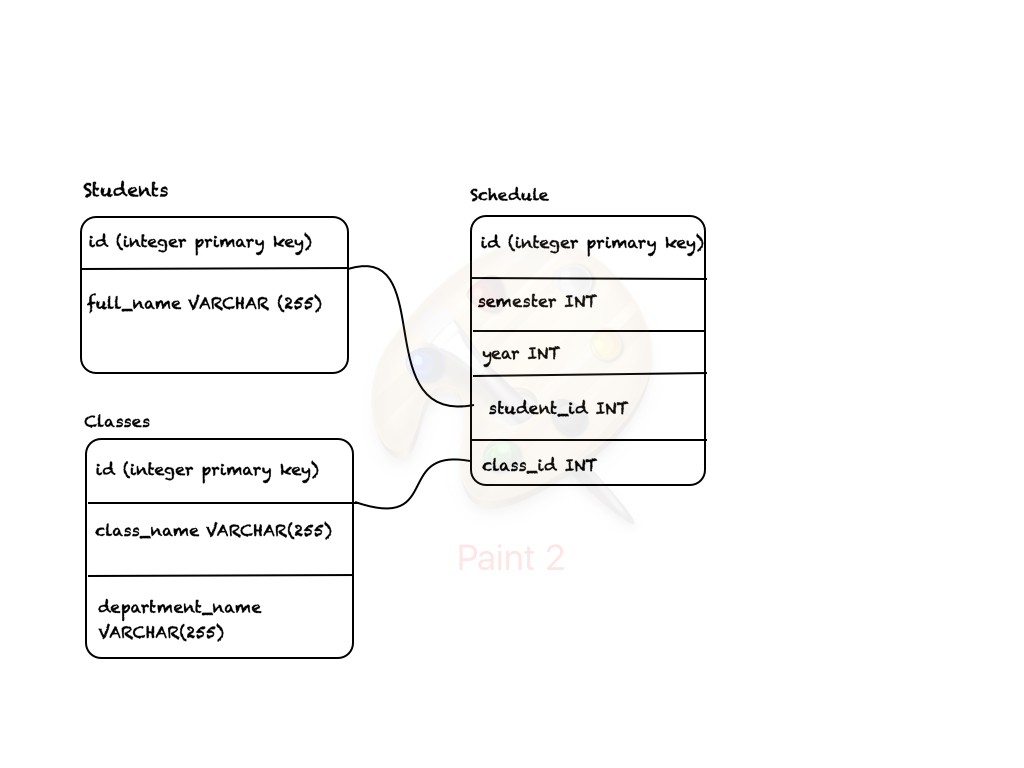 Students
id (integer primary key)
full_name VARCHAR (255)
Classes
id (integer primary key)
class_name VARCHAR(255)
department_name
VARCHAR(255)
Schedule
id (integer primary key)
semester INT
year INT
student_id INT
class_id INT
Paint 2